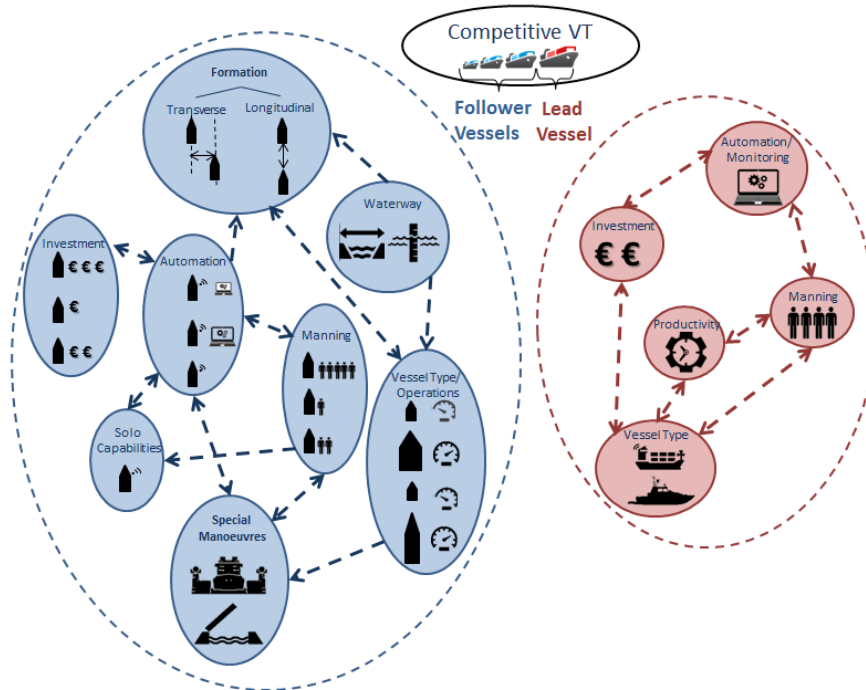 Competitive VT
Follower
Vessels
Lead
Vessel
Formation
Transverse
Longitudinal
Waterway
Investment
€ € €
€
€ €
Automation
Manning
Vessel Type/
Operations
Solo
Capabilities
Special
Manoeuvres
Automation/
Monitoring
Investment
€ €
Productivity
Manning
Vessel Type